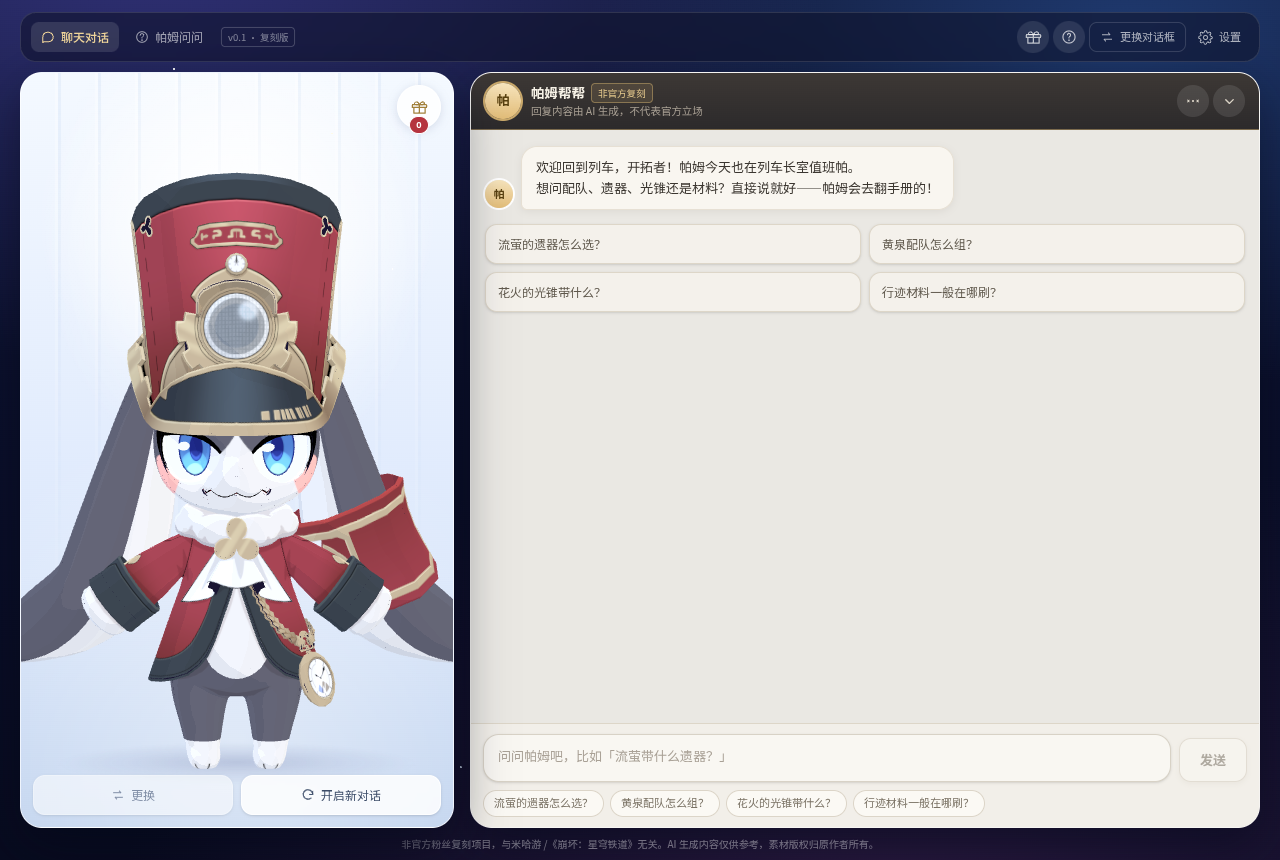 聊天对话
帕姆问问
v0.1 · 复刻版
更换对话框
设置
0
更换
开启新对话
帕
帕姆帮帮
非官方复刻
回复内容由 AI 生成，不代表官方立场
帕
欢迎回到列车，开拓者！帕姆今天也在列车长室值班帕。
想问配队、遗器、光锥还是材料？直接说就好——帕姆会去翻手册的！
流萤的遗器怎么选？
黄泉配队怎么组？
花火的光锥带什么？
行迹材料一般在哪刷？
问问帕姆吧，比如「流萤带什么遗器？」
发送
流萤的遗器怎么选？
黄泉配队怎么组？
花火的光锥带什么？
行迹材料一般在哪刷？
非官方粉丝复刻项目，与米哈游 /《崩坏：星穹铁道》无关。AI 生成内容仅供参考，素材版权归原作者所有。